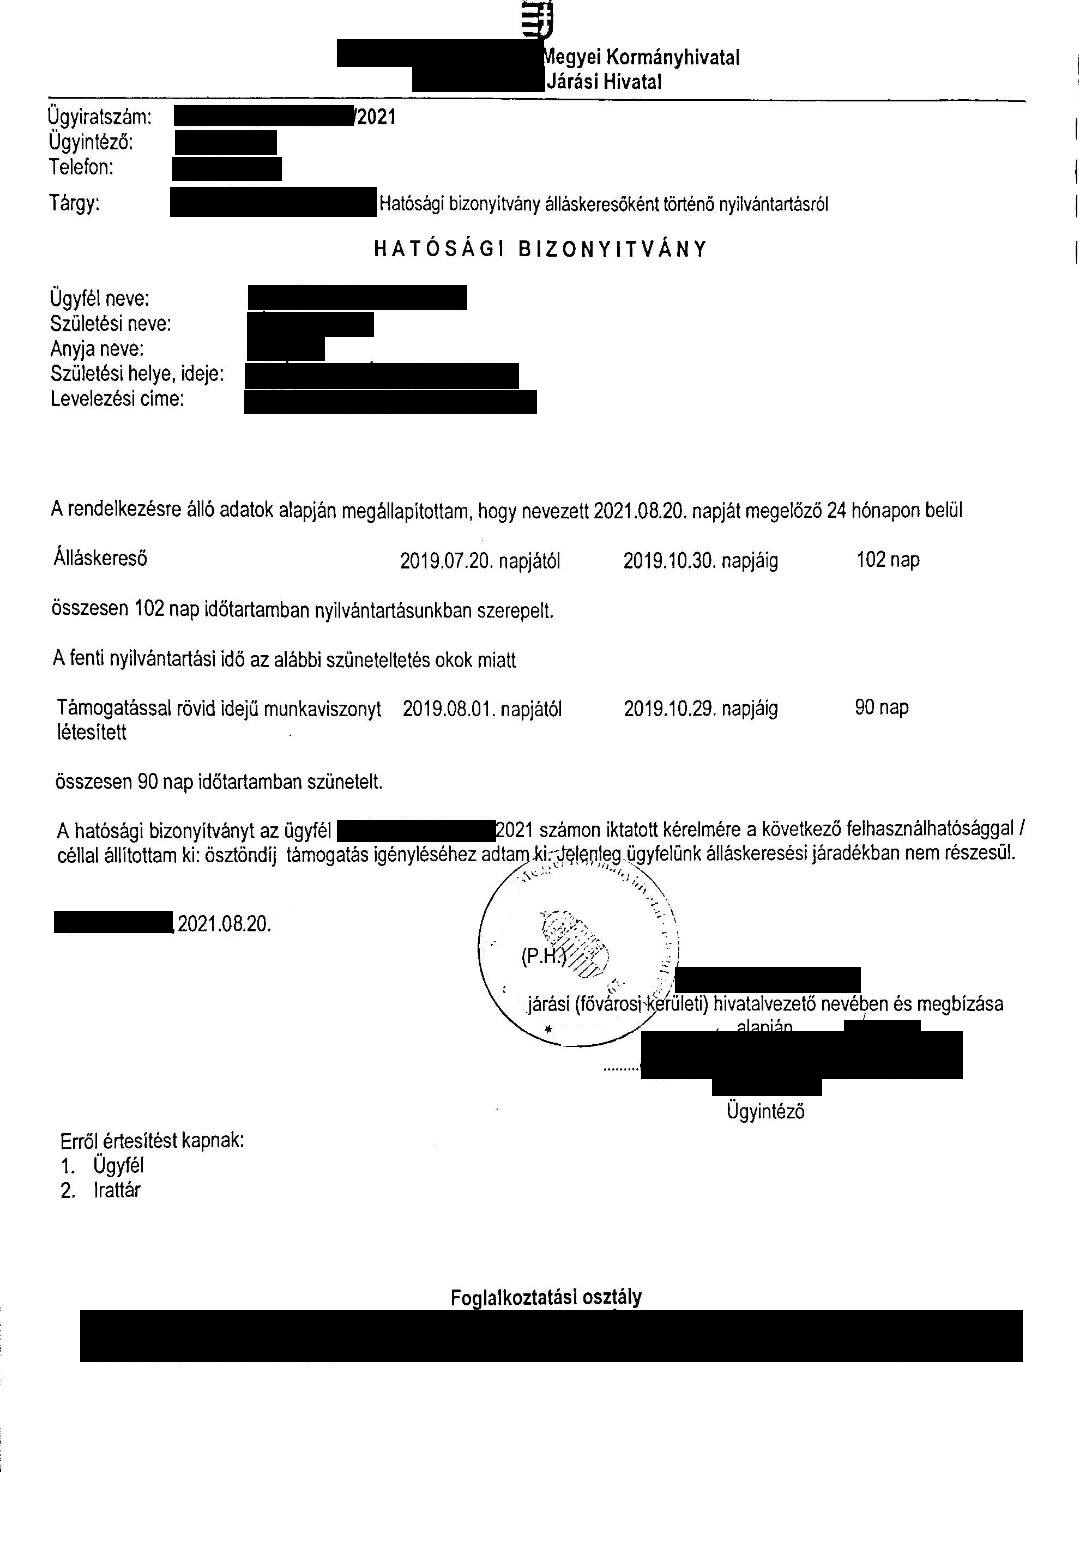 Megyei Kormányhivatal
Járási Hivatal
Ügyiratszám: /2021
Ügyintéző:
Telefon:
Tárgy: Hatósági bizonyítvány álláskeresőként történő nyilvántartásról
HATÓSÁGI BIZONYITVÁNY
Ügyfél neve:
Születési neve:
Anyja neve:
Születési helye, ideje:
Levelezési címe:
A rendelkezésre álló adatok alapján megállapítottam, hogy nevezett 2021.08.20. napját megelőző 24 hónapon belül
Álláskereső 2019.07.20. napjától 2019.10.30. napjáig 102 nap
összesen 102 nap időtartamban nyilvántartásunkban szerepelt.
A fenti nyilvántartási idő az alábbi szüneteltetés okok miatt
Támogatással rövid idejű munkaviszonyt 2019.08.01. napjától 2019.10.29. napjáig 90 nap
létesített
összesen 90 nap időtartamban szünetelt.
A hatósági bizonyítványt az ügyfél 2021 számon iktatott kérelmére a következő felhasználhatósággal /
céllal állítottam ki: ösztöndíj támogatás igényléséhez adtam ki. Jelenleg ügyfelünk álláskeresési járadékban nem részesül.
, 2021.08.20.
(P.H.)
járási (fővárosi kerületi) hivatalvezető nevében és megbízása
alapján
Ügyintéző
Erről értesítést kapnak:
1. Ügyfél
2. Irattár
Foglalkoztatási osztály